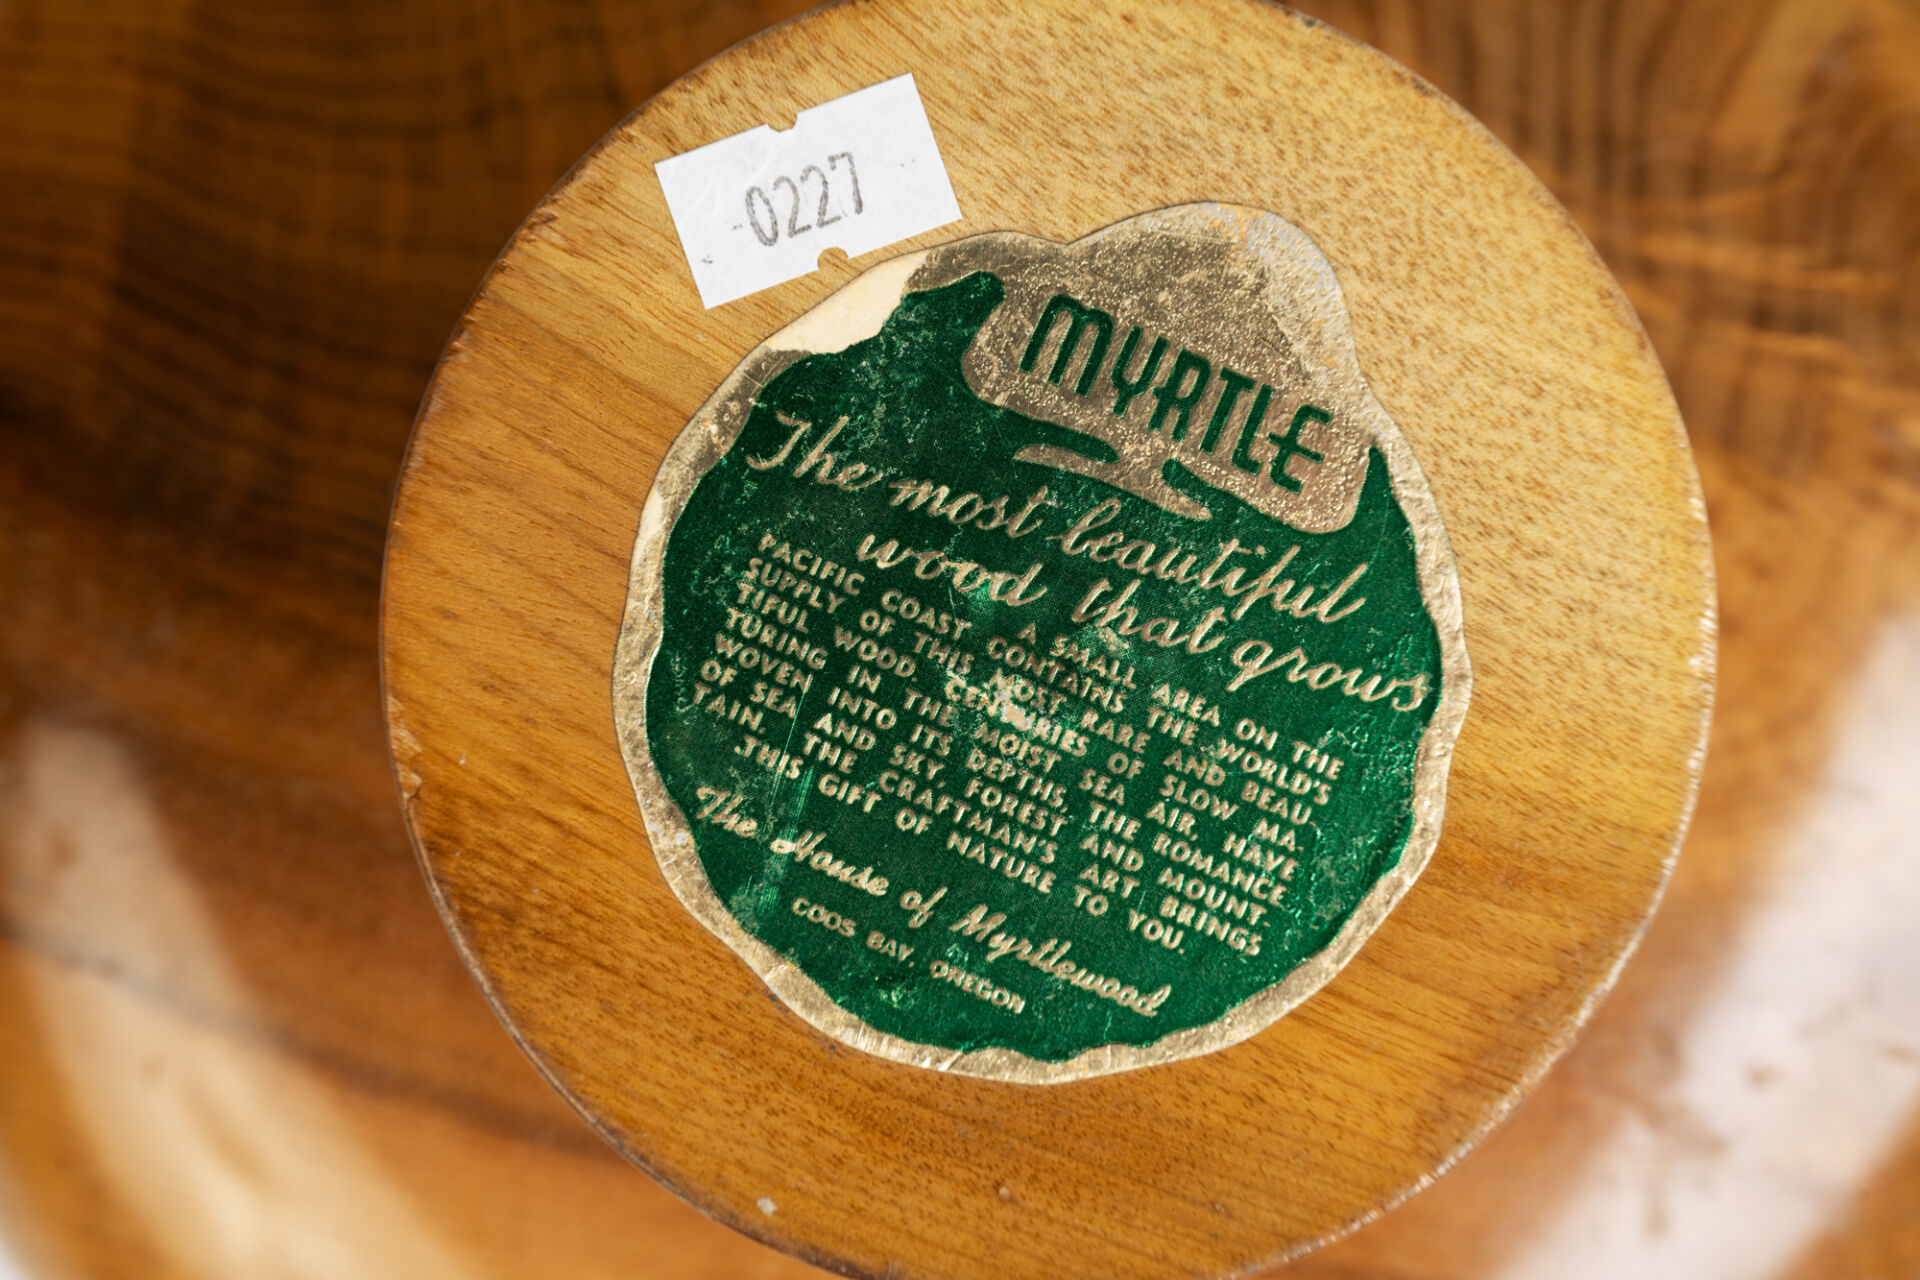 0227
MYRTLE
The most beautiful
wood that grows
A SMALL AREA ON THE
PACIFIC COAST CONTAINS THE WORLD'S
SUPPLY OF THIS MOST RARE AND BEAU-
TIFUL WOOD. CENTURIES OF SLOW MA-
TURING IN THE MOIST SEA AIR, HAVE
WOVEN INTO ITS DEPTHS, THE ROMANCE
OF SEA AND SKY, FOREST AND MOUNT-
TAIN. THE CRAFTMAN'S ART BRINGS
THIS GIFT OF NATURE TO YOU.
The House of Myrtlewood
COOS BAY, OREGON